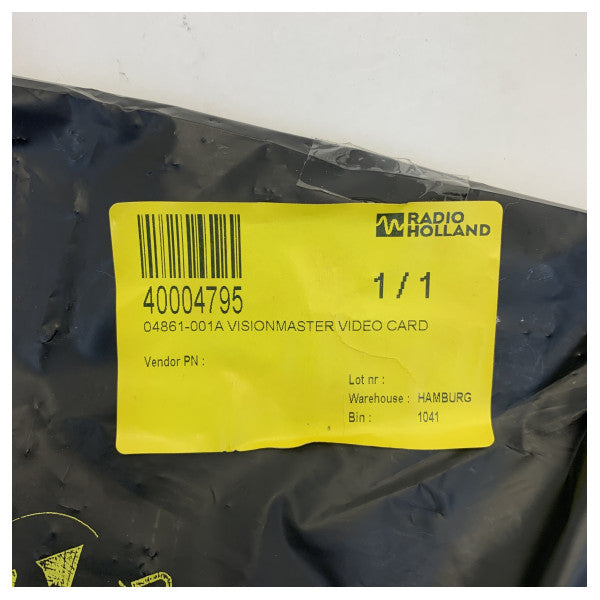 RADIO
HOLLAND
40004795
1 / 1
04861-001A VISIONMASTER VIDEO CARD
Vendor PN :
Lot nr :
Warehouse : HAMBURG
Bin : 1041